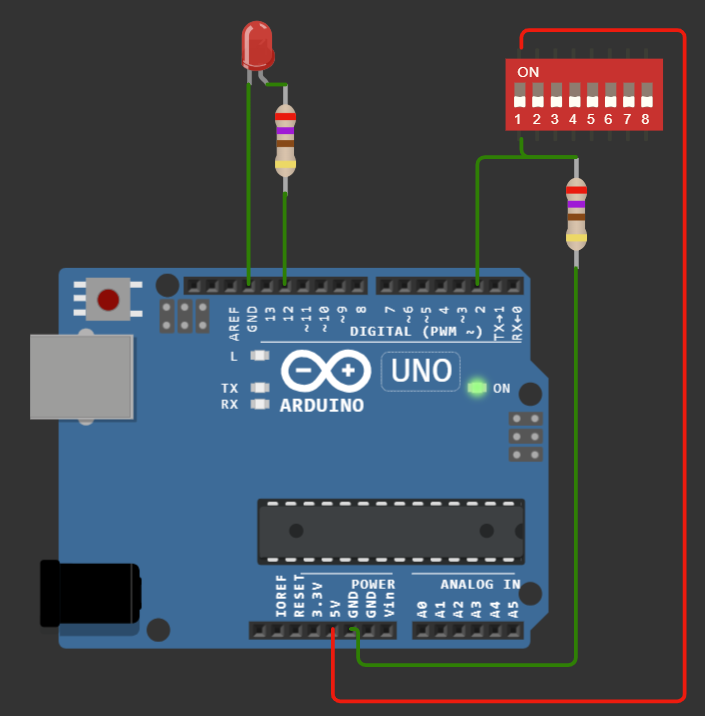 ON
1 2 3 4 5 6 7 8
AREF GND 13 12 ~11 ~10 ~9 8 7 ~6 ~5 4 ~3 2 TX→1 RX←0
DIGITAL (PWM ~)
L
TX
RX
UNO
ON
ARDUINO
POWER
ANALOG IN
IOREF RESET 3.3V 5V GND GND Vin A0 A1 A2 A3 A4 A5